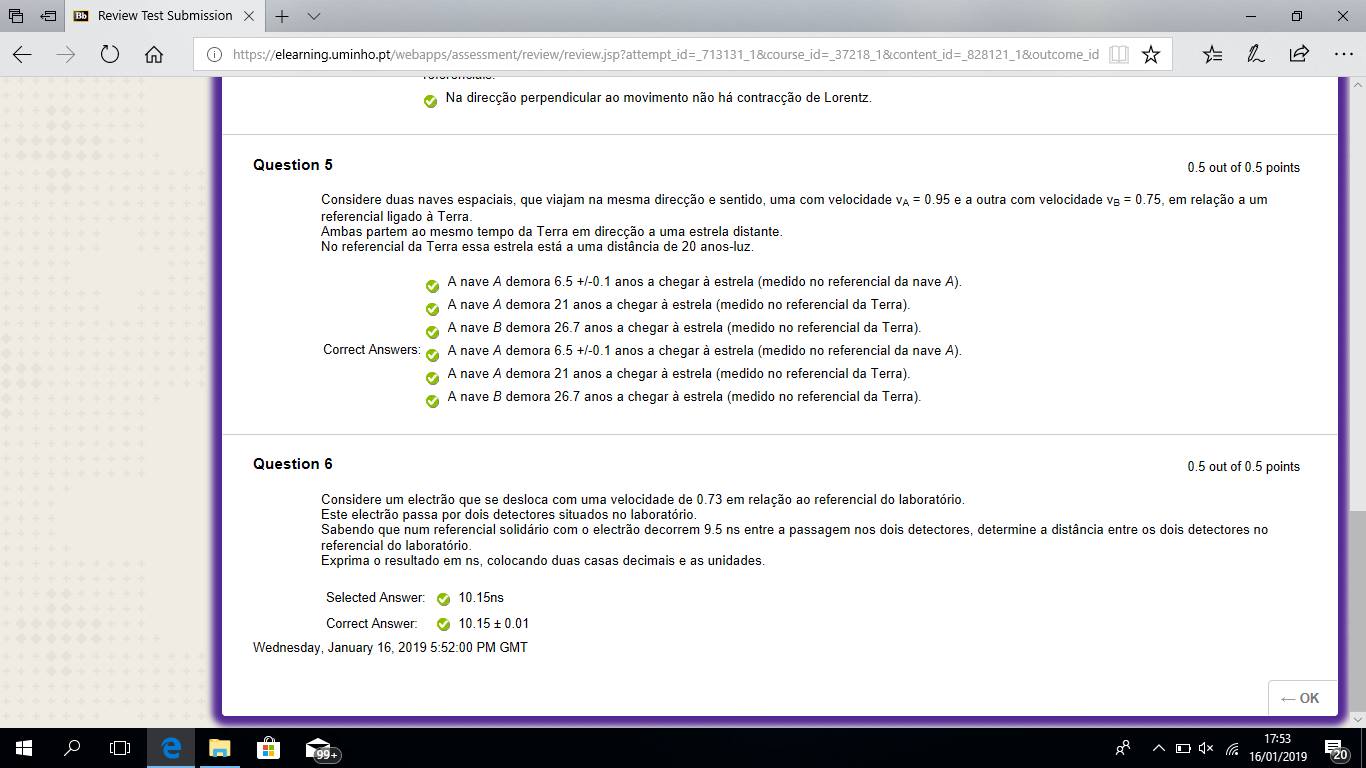 Review Test Submission
https://elearning.uminho.pt/webapps/assessment/review/review.jsp?attempt_id=_713131_1&course_id=_37218_1&content_id=_828121_1&outcome_id
referenciais.
Na direcção perpendicular ao movimento não há contracção de Lorentz.
Question 5
0.5 out of 0.5 points
Considere duas naves espaciais, que viajam na mesma direcção e sentido, uma com velocidade vA = 0.95 e a outra com velocidade vB = 0.75, em relação a um
referencial ligado à Terra.
Ambas partem ao mesmo tempo da Terra em direcção a uma estrela distante.
No referencial da Terra essa estrela está a uma distância de 20 anos-luz.
A nave A demora 6.5 +/-0.1 anos a chegar à estrela (medido no referencial da nave A).
A nave A demora 21 anos a chegar à estrela (medido no referencial da Terra).
A nave B demora 26.7 anos a chegar à estrela (medido no referencial da Terra).
Correct Answers: A nave A demora 6.5 +/-0.1 anos a chegar à estrela (medido no referencial da nave A).
A nave A demora 21 anos a chegar à estrela (medido no referencial da Terra).
A nave B demora 26.7 anos a chegar à estrela (medido no referencial da Terra).
Question 6
0.5 out of 0.5 points
Considere um electrão que se desloca com uma velocidade de 0.73 em relação ao referencial do laboratório.
Este electrão passa por dois detectores situados no laboratório.
Sabendo que num referencial solidário com o electrão decorrem 9.5 ns entre a passagem nos dois detectores, determine a distância entre os dois detectores no
referencial do laboratório.
Exprima o resultado em ns, colocando duas casas decimais e as unidades.
Selected Answer: 10.15ns
Correct Answer: 10.15 ± 0.01
Wednesday, January 16, 2019 5:52:00 PM GMT
← OK
99+
17:53
16/01/2019
20